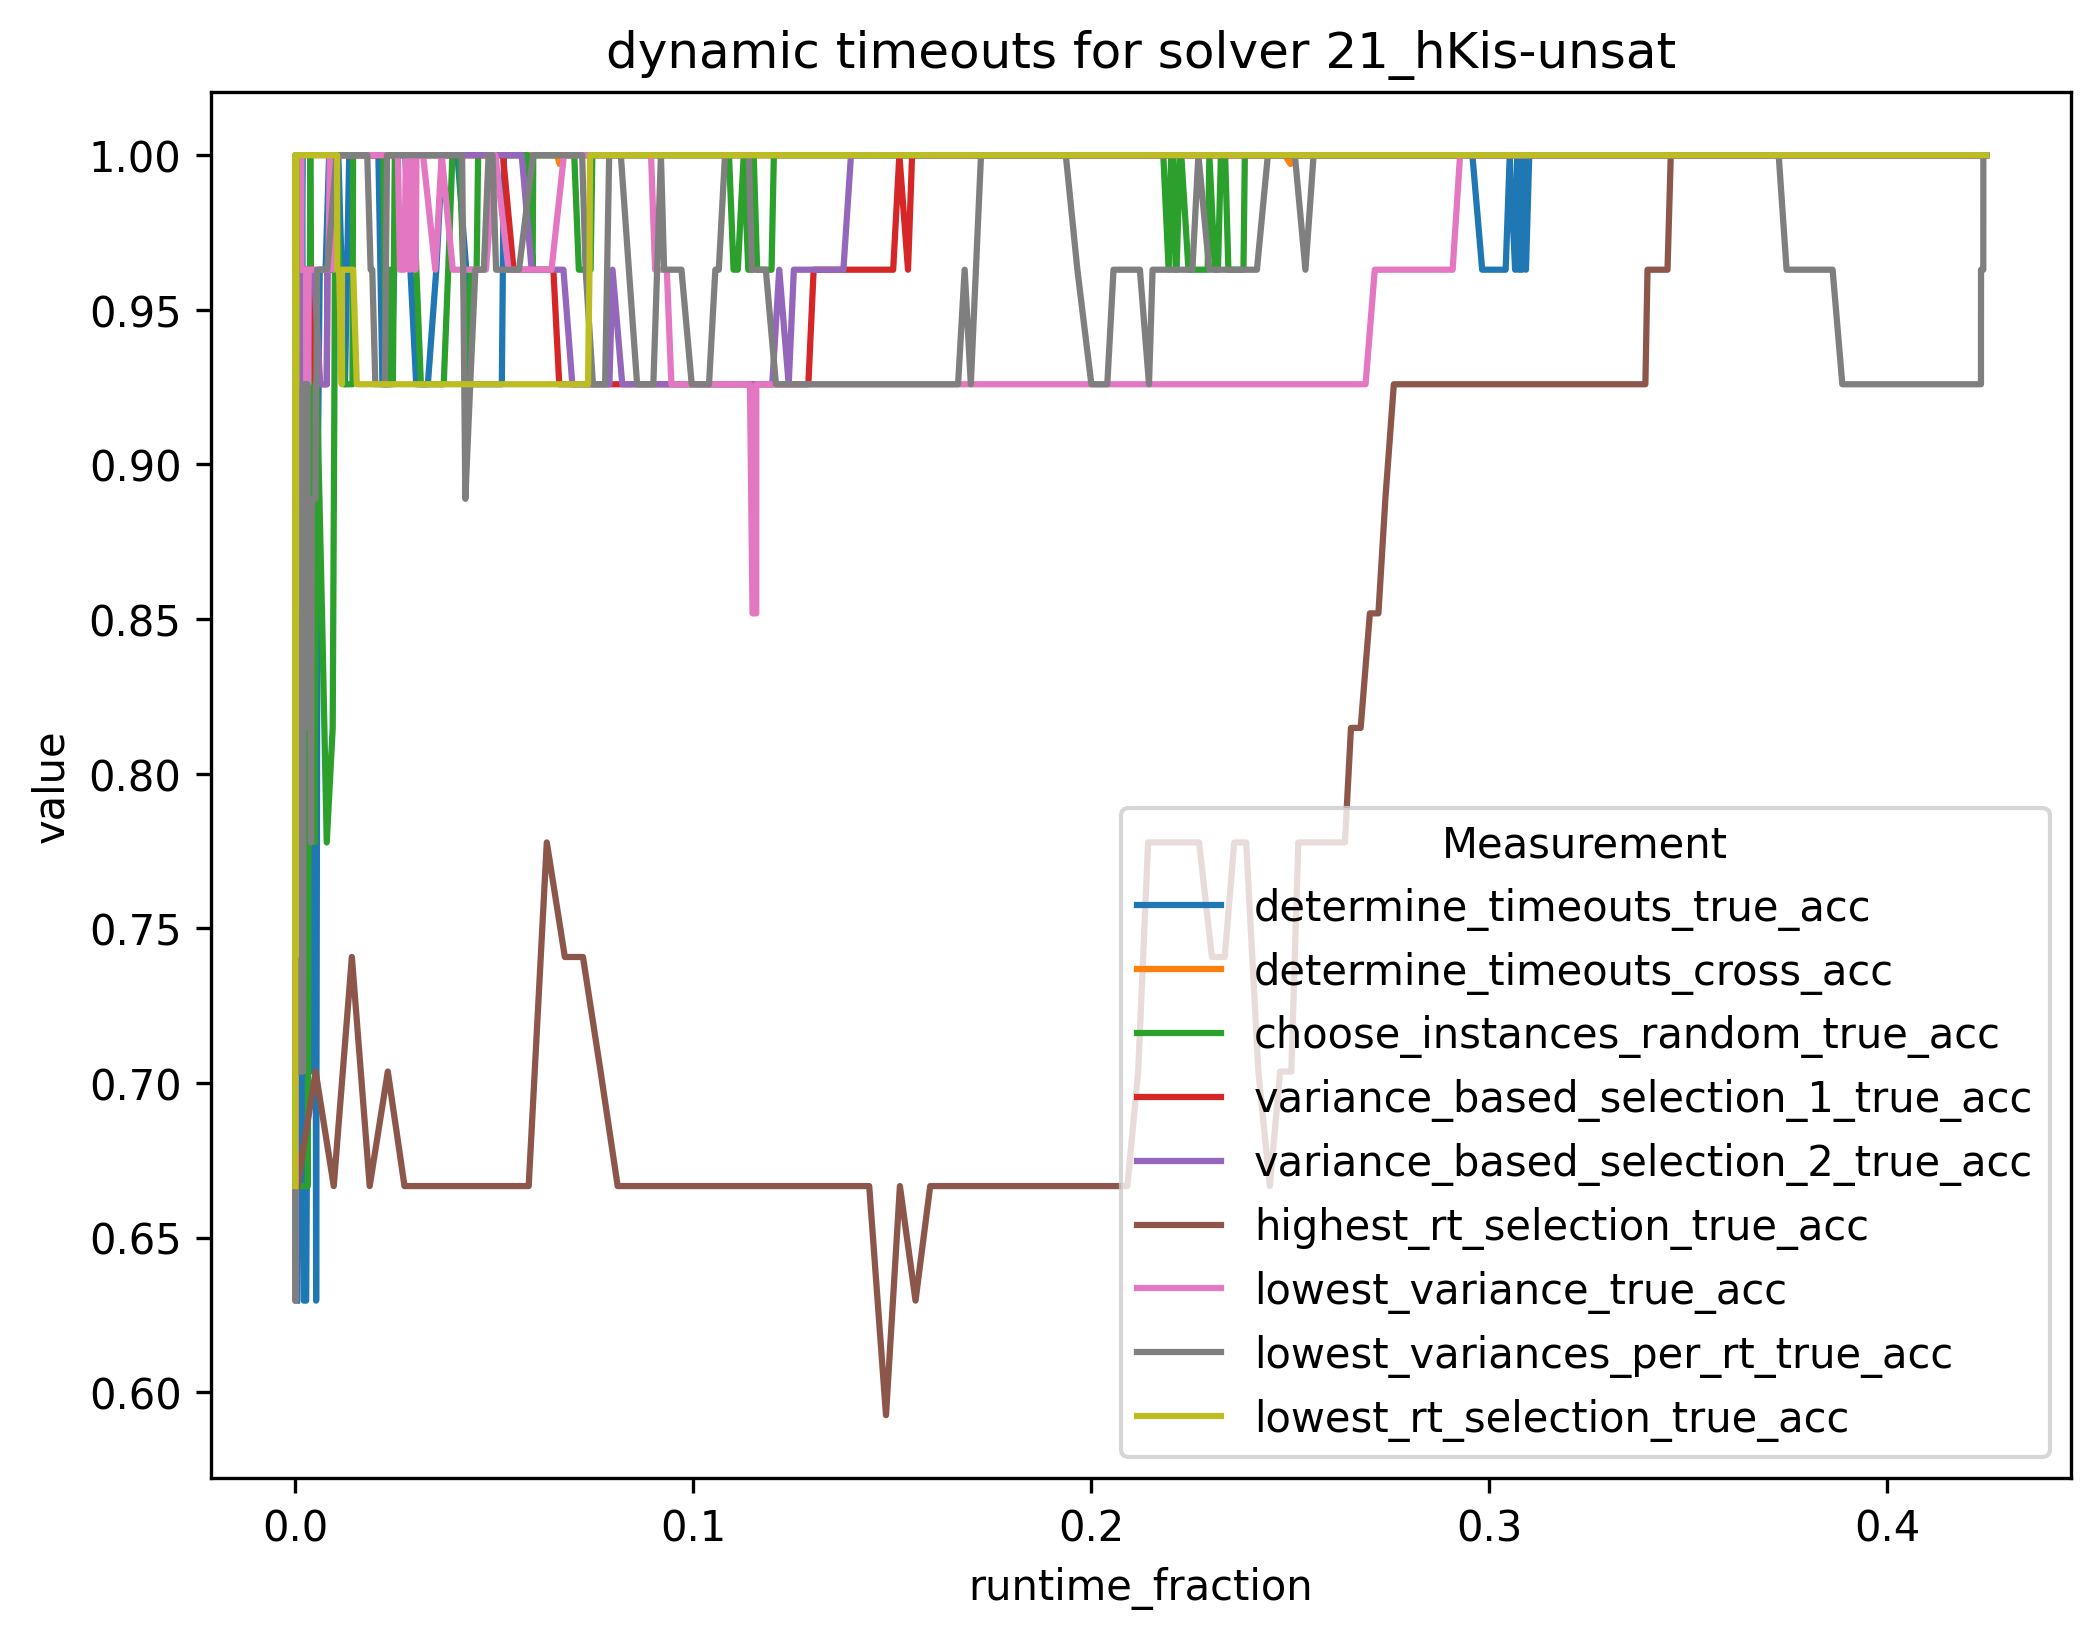 dynamic timeouts for solver 21_hKis-unsat
1.00
0.95
0.90
0.85
0.80
0.75
0.70
0.65
0.60
value
Measurement
determine_timeouts_true_acc
determine_timeouts_cross_acc
choose_instances_random_true_acc
variance_based_selection_1_true_acc
variance_based_selection_2_true_acc
highest_rt_selection_true_acc
lowest_variance_true_acc
lowest_variances_per_rt_true_acc
lowest_rt_selection_true_acc
0.0 0.1 0.2 0.3 0.4
runtime_fraction